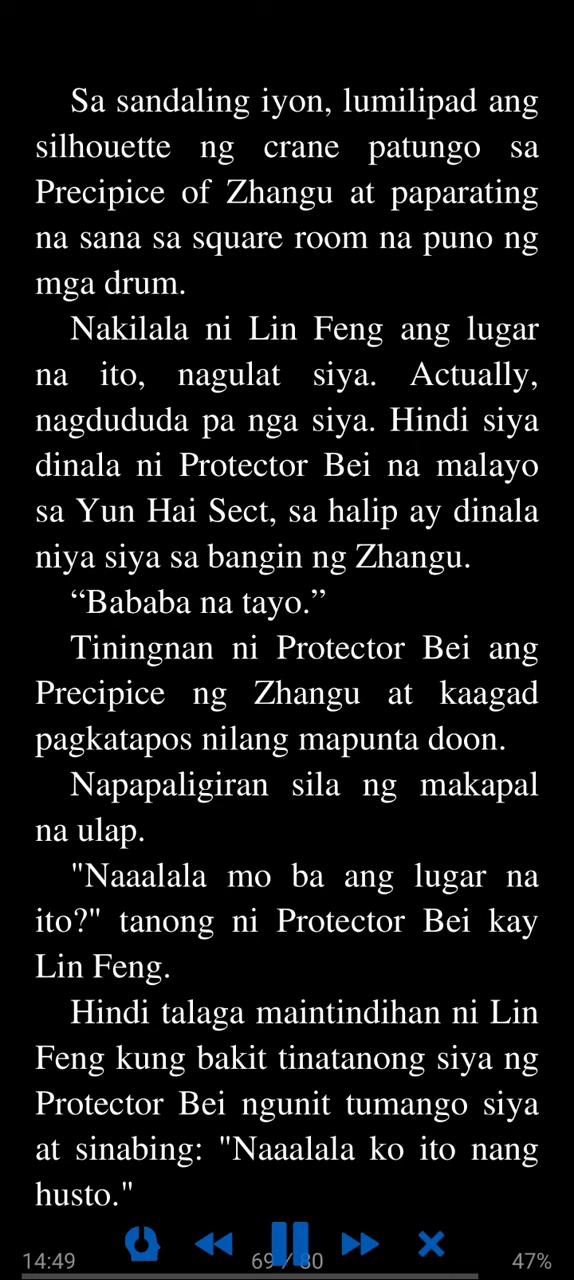 Sa sandaling iyon, lumilipad ang
silhouette ng crane patungo sa
Precipice of Zhangu at paparating
na sana sa square room na puno ng
mga drum.
Nakilala ni Lin Feng ang lugar
na ito, nagulat siya. Actually,
nagdududa pa nga siya. Hindi siya
dinala ni Protector Bei na malayo
sa Yun Hai Sect, sa halip ay dinala
niya siya sa bangin ng Zhangu.
“Bababa na tayo.”
Tiningnan ni Protector Bei ang
Precipice ng Zhangu at kaagad
pagkatapos nilang mapunta doon.
Napapaligiran sila ng makapal
na ulap.
"Naaalala mo ba ang lugar na
ito?" tanong ni Protector Bei kay
Lin Feng.
Hindi talaga maintindihan ni Lin
Feng kung bakit tinatanong siya ng
Protector Bei ngunit tumango siya
at sinabing: "Naaalala ko ito nang
husto."
14:49 69 / 80 47%